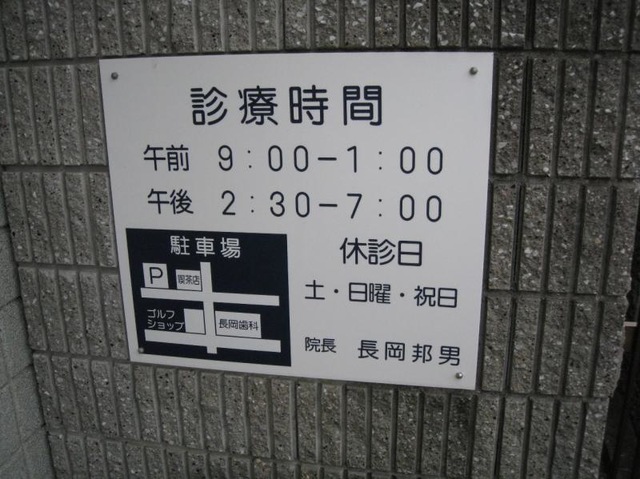 診療時間
午前 9:00-1:00
午後 2:30-7:00
駐車場
P
喫茶店
ゴルフ
ショップ
長岡歯科
休診日
土・日曜・祝日
院長 長岡邦男